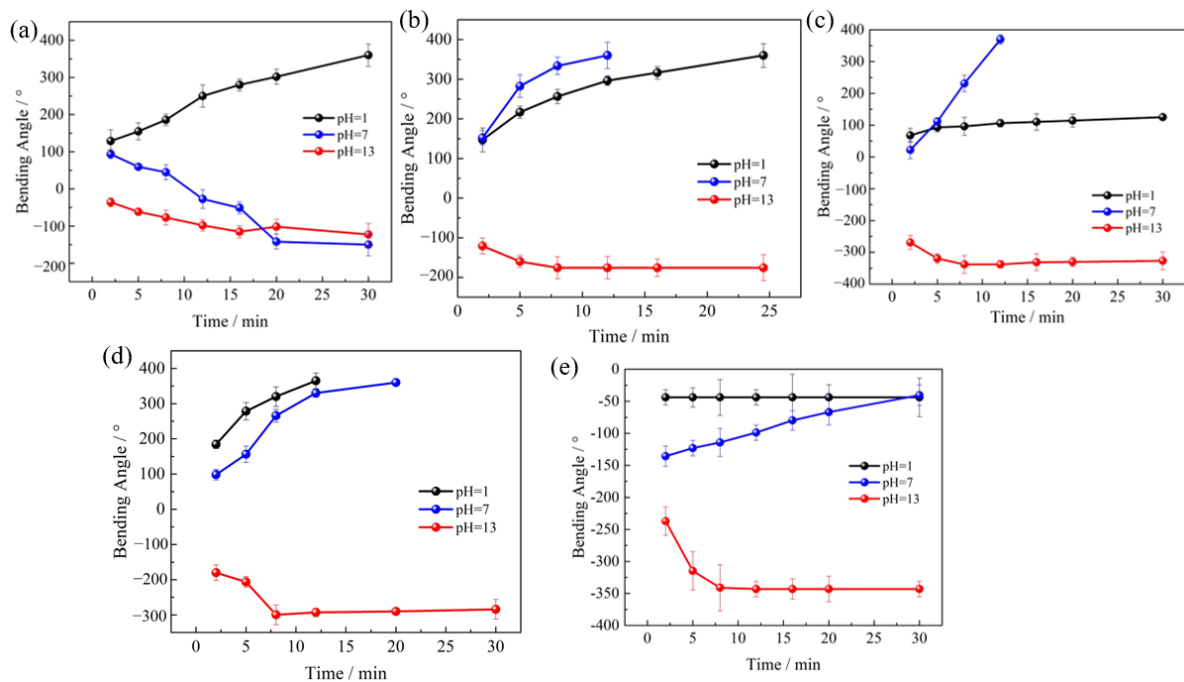 (a)
400
300
200
100
0
−100
−200
Bending Angle / °
pH=1
pH=7
pH=13
0 5 10 15 20 25 30
Time / min
(b)
400
300
200
100
0
−100
−200
Bending Angle / °
pH=1
pH=7
pH=13
0 5 10 15 20 25
Time / min
(c)
400
300
200
100
0
100
−200
−300
−400
Bending Angle / °
pH=1
pH=7
pH=13
0 5 10 15 20 25 30
Time / min
(d)
400
300
200
100
0
−100
−200
−300
Bending Angle / °
pH=1
pH=7
pH=13
0 5 10 15 20 25 30
Time / min
(e)
0
-50
-100
-150
-200
-250
-300
-350
-400
Bending Angle / °
pH=1
pH=7
pH=13
0 5 10 15 20 25 30
Time / min